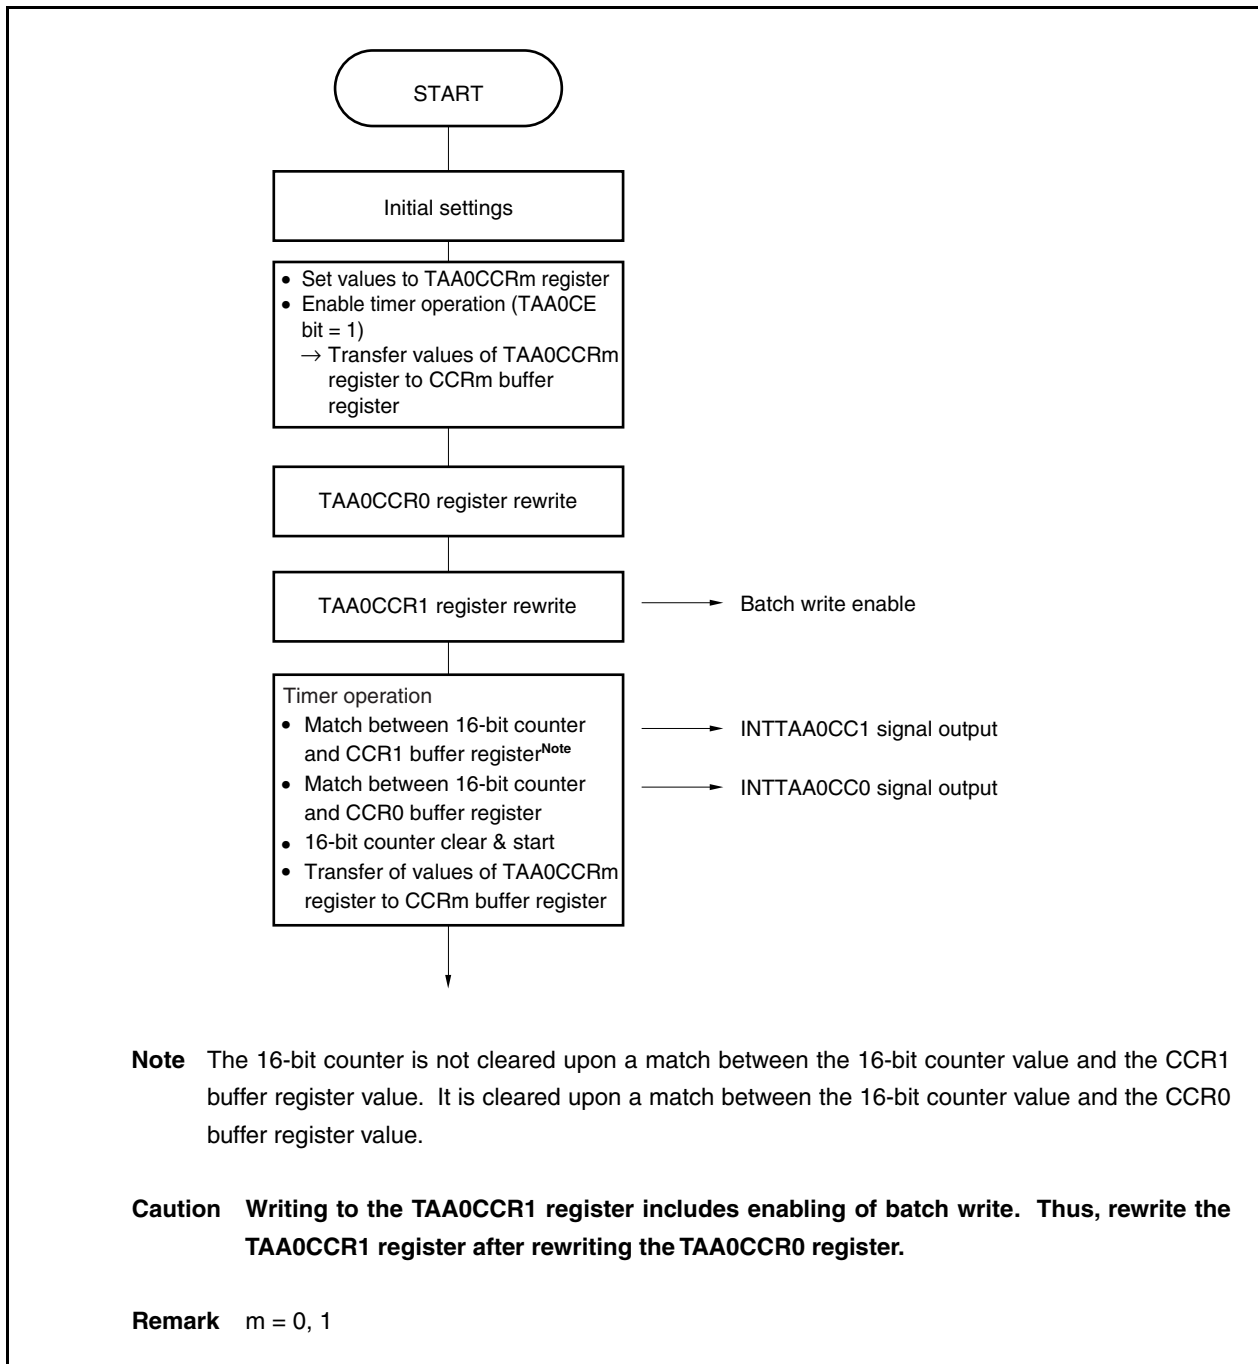 START
Initial settings
• Set values to TAA0CCRm register
• Enable timer operation (TAA0CE
bit = 1)
→ Transfer values of TAA0CCRm
register to CCRm buffer
register
TAA0CCR0 register rewrite
TAA0CCR1 register rewrite
Batch write enable
Timer operation
• Match between 16-bit counter
and CCR1 buffer registerNote
INTTAA0CC1 signal output
• Match between 16-bit counter
and CCR0 buffer register
INTTAA0CC0 signal output
• 16-bit counter clear & start
• Transfer of values of TAA0CCRm
register to CCRm buffer register
Note The 16-bit counter is not cleared upon a match between the 16-bit counter value and the CCR1
buffer register value. It is cleared upon a match between the 16-bit counter value and the CCR0
buffer register value.
Caution Writing to the TAA0CCR1 register includes enabling of batch write. Thus, rewrite the
TAA0CCR1 register after rewriting the TAA0CCR0 register.
Remark m = 0, 1